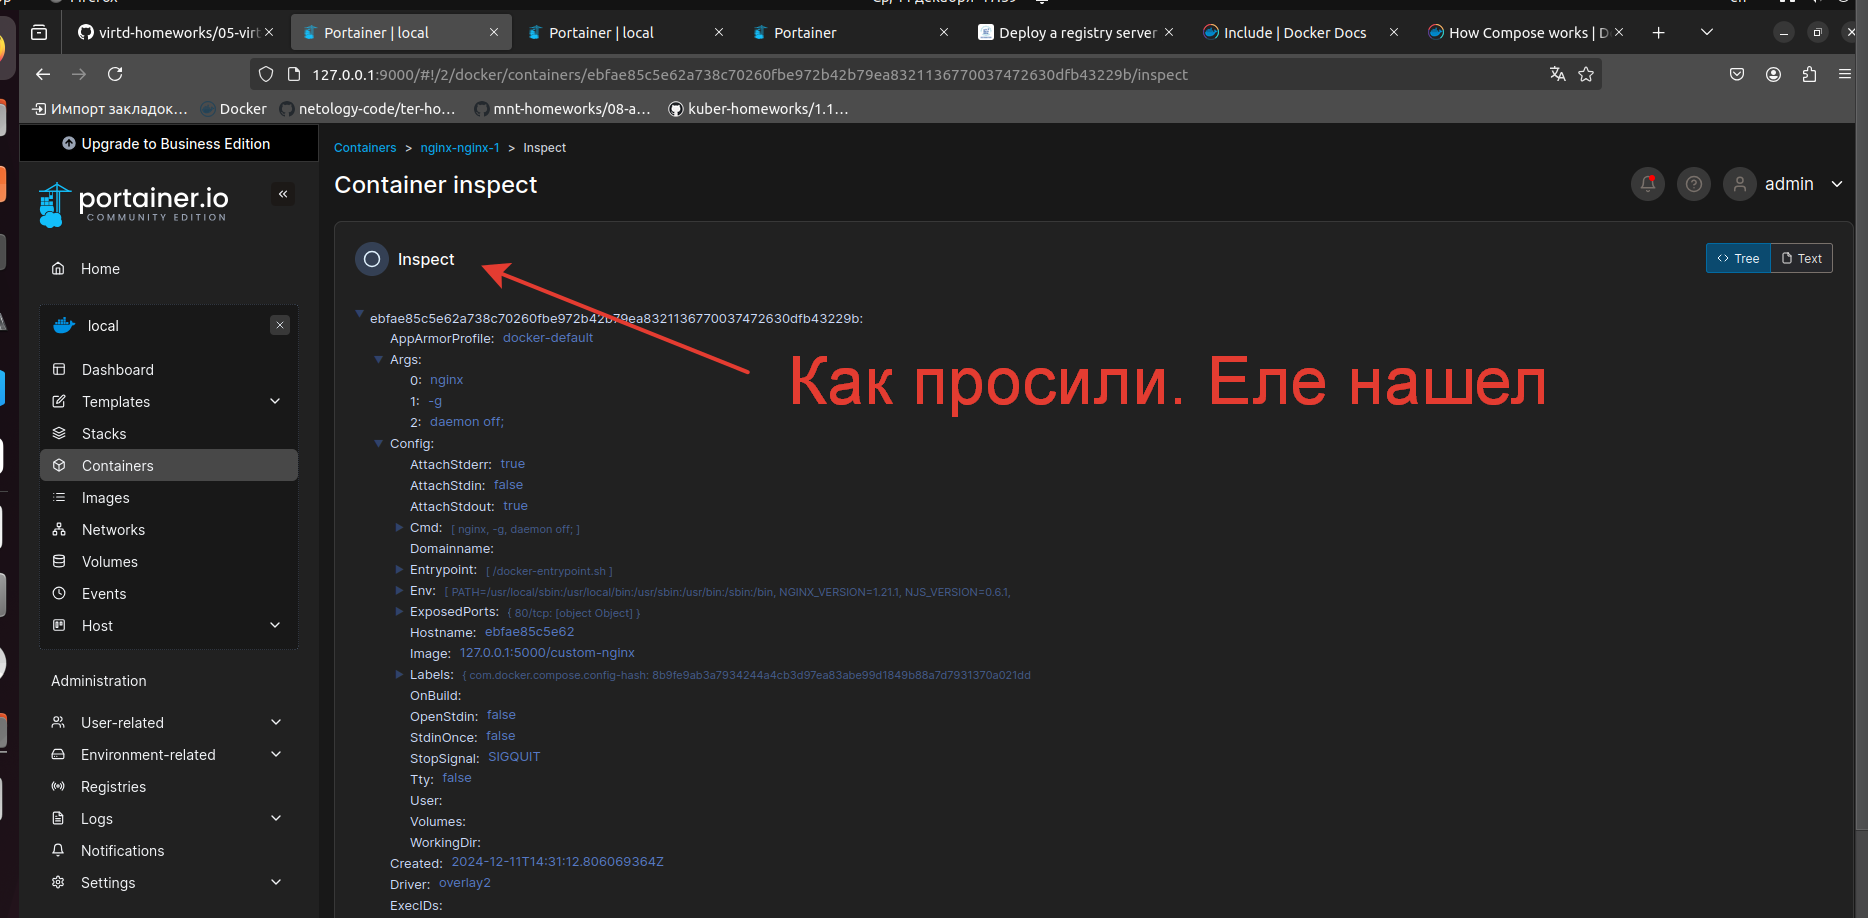 virtd-homeworks/05-virt
Portainer | local
Portainer | local
Portainer
Deploy a registry server
Include | Docker Docs
How Compose works | D
127.0.0.1:9000/#!/2/docker/containers/ebfae85c5e62a738c70260fbe972b42b79ea8321136770037472630dfb43229b/inspect
Импорт закладок...
Docker
netology-code/ter-ho...
mnt-homeworks/08-a...
kuber-homeworks/1.1...
Upgrade to Business Edition
portainer.io
COMMUNITY EDITION
Home
local
Dashboard
Templates
Stacks
Containers
Images
Networks
Volumes
Events
Host
Administration
User-related
Environment-related
Registries
Logs
Notifications
Settings
Containers > nginx-nginx-1 > Inspect
Container inspect
admin
Inspect
Tree
Text
ebfae85c5e62a738c70260fbe972b42b79ea8321136770037472630dfb43229b:
AppArmorProfile: docker-default
Args:
0: nginx
1: -g
2: daemon off;
Config:
AttachStderr: true
AttachStdin: false
AttachStdout: true
Cmd: [ nginx, -g, daemon off; ]
Domainname:
Entrypoint: [ /docker-entrypoint.sh ]
Env: [ PATH=/usr/local/sbin:/usr/local/bin:/usr/sbin:/usr/bin:/sbin:/bin, NGINX_VERSION=1.21.1, NJS_VERSION=0.6.1,
ExposedPorts: { 80/tcp: [object Object] }
Hostname: ebfae85c5e62
Image: 127.0.0.1:5000/custom-nginx
Labels: { com.docker.compose.config-hash: 8b9fe9ab3a7934244a4cb3d97ea83abe99d1849b88a7d7931370a021dd
OnBuild:
OpenStdin: false
StdinOnce: false
StopSignal: SIGQUIT
Tty: false
User:
Volumes:
WorkingDir:
Created: 2024-12-11T14:31:12.806069364Z
Driver: overlay2
ExecIDs:
Как просили. Еле нашел